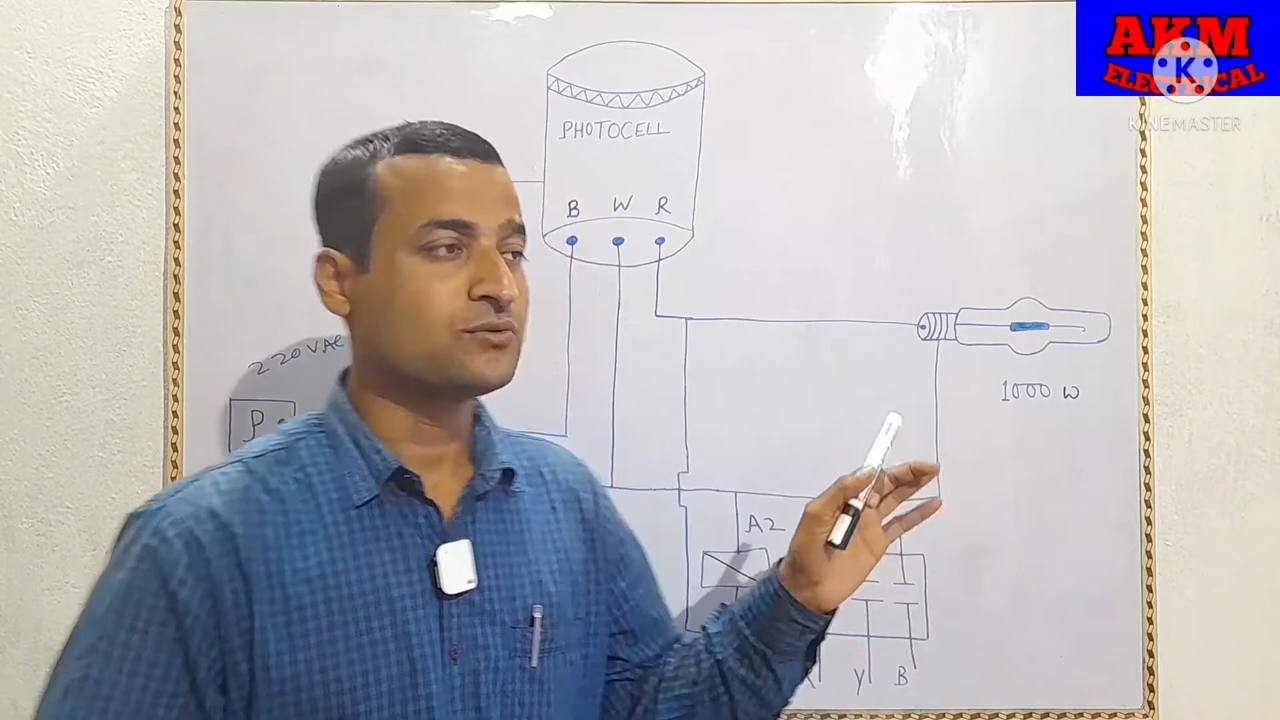 AKM
ELECTRICAL
K
KINEMASTER
PHOTOCELL
B W R
220VAC
P
1000 W
A2
Y B